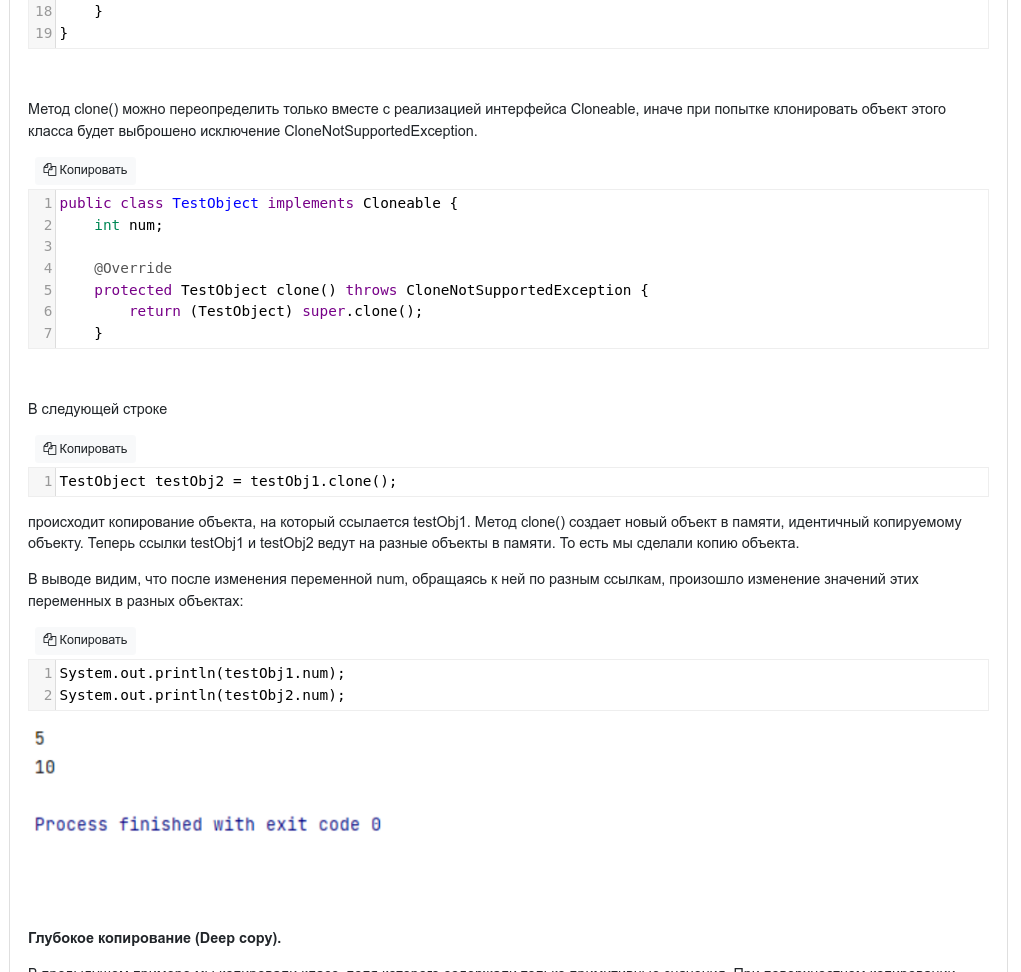 18     }
19 }
Метод clone() можно переопределить только вместе с реализацией интерфейса Cloneable, иначе при попытке клонировать объект этого
класса будет выброшено исключение CloneNotSupportedException.
Копировать
1 public class TestObject implements Cloneable {
2     int num;
3
4     @Override
5     protected TestObject clone() throws CloneNotSupportedException {
6         return (TestObject) super.clone();
7     }
В следующей строке
Копировать
1 TestObject testObj2 = testObj1.clone();
происходит копирование объекта, на который ссылается testObj1. Метод clone() создает новый объект в памяти, идентичный копируемому
объекту. Теперь ссылки testObj1 и testObj2 ведут на разные объекты в памяти. То есть мы сделали копию объекта.
В выводе видим, что после изменения переменной num, обращаясь к ней по разным ссылкам, произошло изменение значений этих
переменных в разных объектах:
Копировать
1 System.out.println(testObj1.num);
2 System.out.println(testObj2.num);
5
10
Process finished with exit code 0
Глубокое копирование (Deep copy).